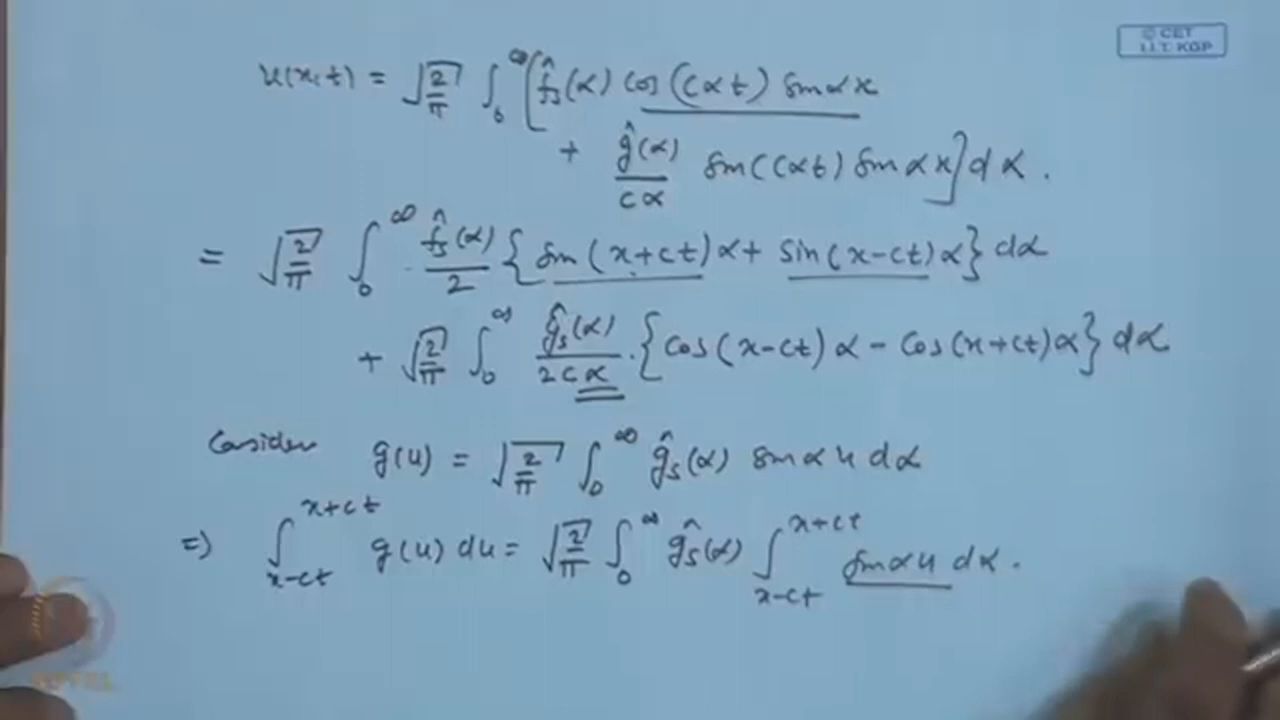 © CET
I.I.T. KGP
u(x,t) = √(2/π) ∫₀^∞ [f̂ₛ(α) cos(cαt) sin αx
+ ĝ(α)/cα sin(cαt) sin αx] dα.
= √(2/π) ∫₀^∞ f̂ₛ(α)/2 {sin(x+ct)α + sin(x-ct)α} dα
+ √(2/π) ∫₀^∞ ĝₛ(α)/2cα · {cos(x-ct)α - cos(x+ct)α} dα
Consider g(u) = √(2/π) ∫₀^∞ ĝₛ(α) sin αu dα
⇒ ∫_{x-ct}^{x+ct} g(u) du = √(2/π) ∫₀^∞ ĝₛ(α) ∫_{x-ct}^{x+ct} sin αu dα.
NPTEL